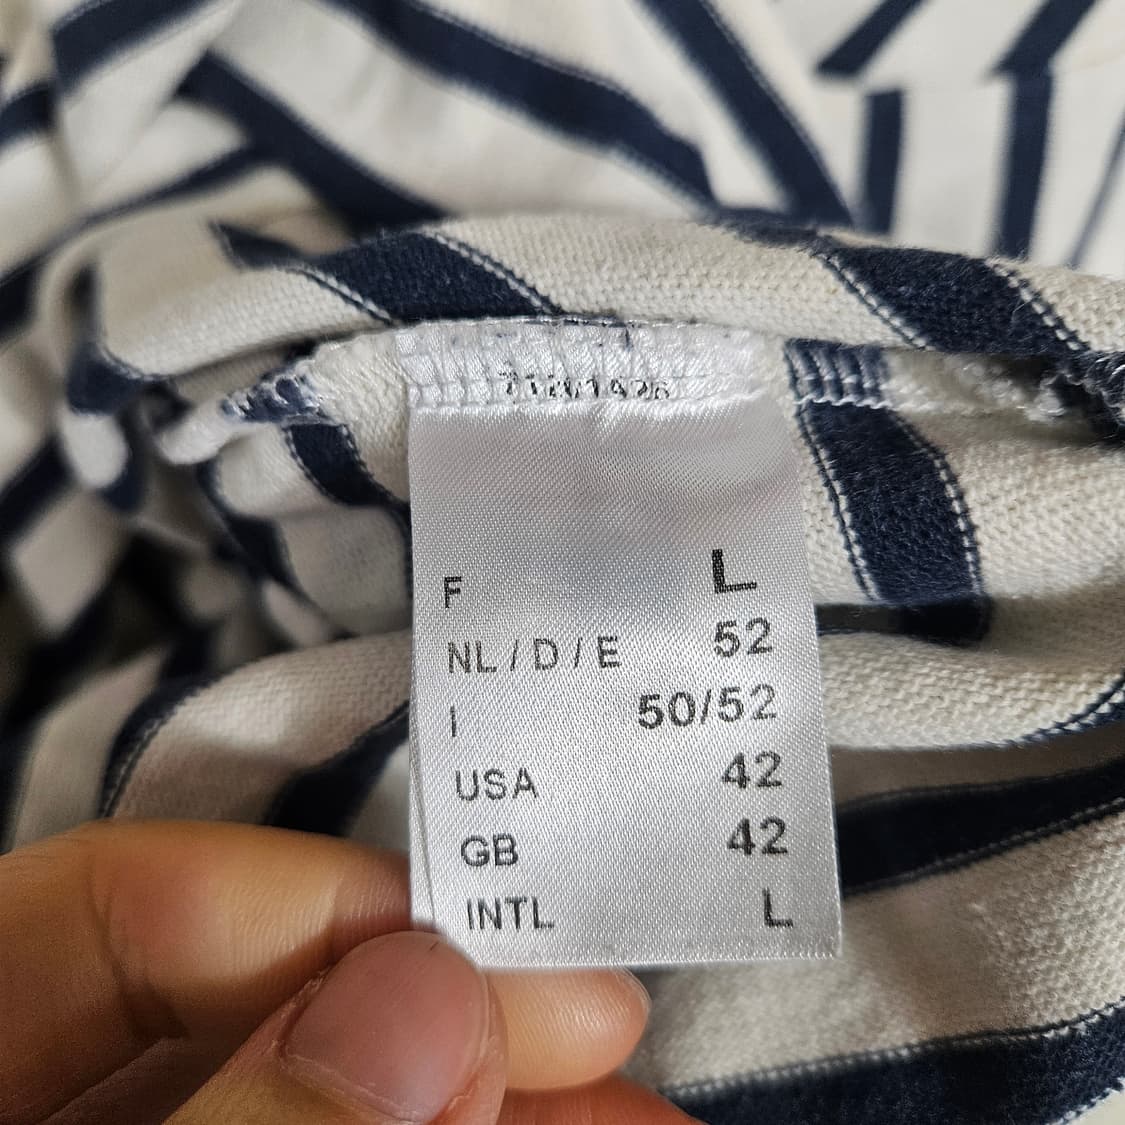 F L
NL / D / E 52
I 50/52
USA 42
GB 42
INTL L